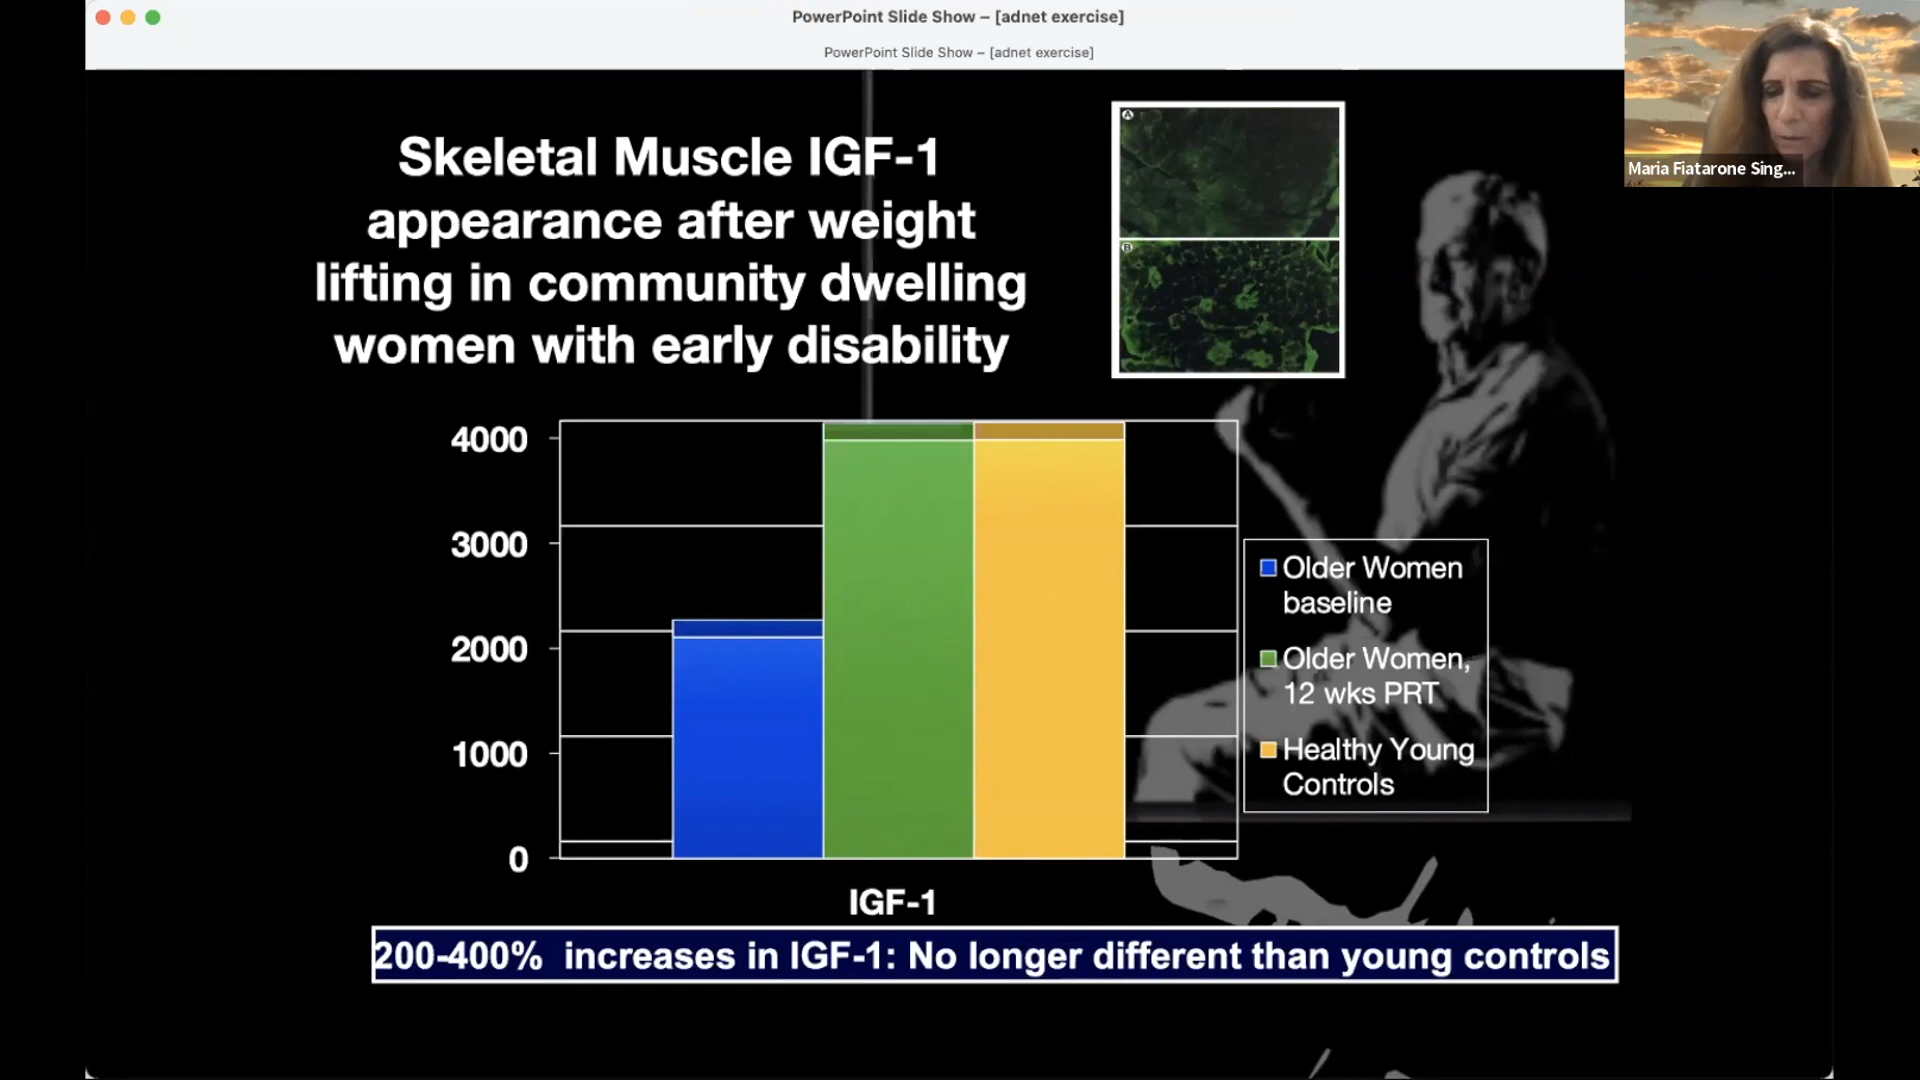 PowerPoint Slide Show – [adnet exercise]
PowerPoint Slide Show – [adnet exercise]
Maria Fiatarone Sing...
Skeletal Muscle IGF-1
appearance after weight
lifting in community dwelling
women with early disability
A
B
4000
3000
2000
1000
0
IGF-1
Older Women
baseline
Older Women,
12 wks PRT
Healthy Young
Controls
200-400% increases in IGF-1: No longer different than young controls